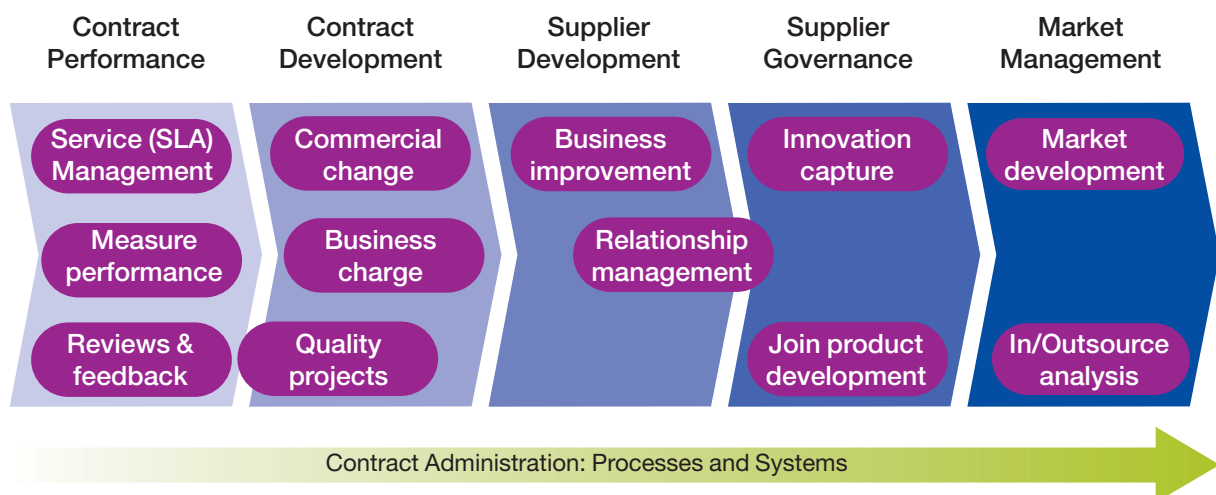 Contract
Performance
Contract
Development
Supplier
Development
Supplier
Governance
Market
Management
Service (SLA)
Management
Commercial
change
Business
improvement
Innovation
capture
Market
development
Measure
performance
Business
charge
Relationship
management
Reviews &
feedback
Quality
projects
Join product
development
In/Outsource
analysis
Contract Administration: Processes and Systems